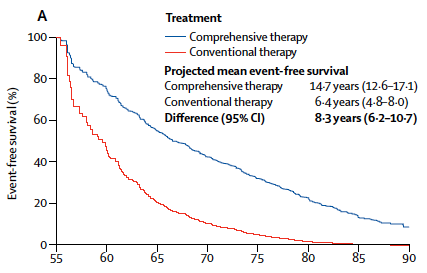 A
Treatment
Comprehensive therapy
Conventional therapy
Projected mean event-free survival
Comprehensive therapy 14·7 years (12·6–17·1)
Conventional therapy 6·4 years (4·8–8·0)
Difference (95% CI) 8·3 years (6·2–10·7)
Event-free survival (%)
100
80
60
40
20
0
55 60 65 70 75 80 85 90